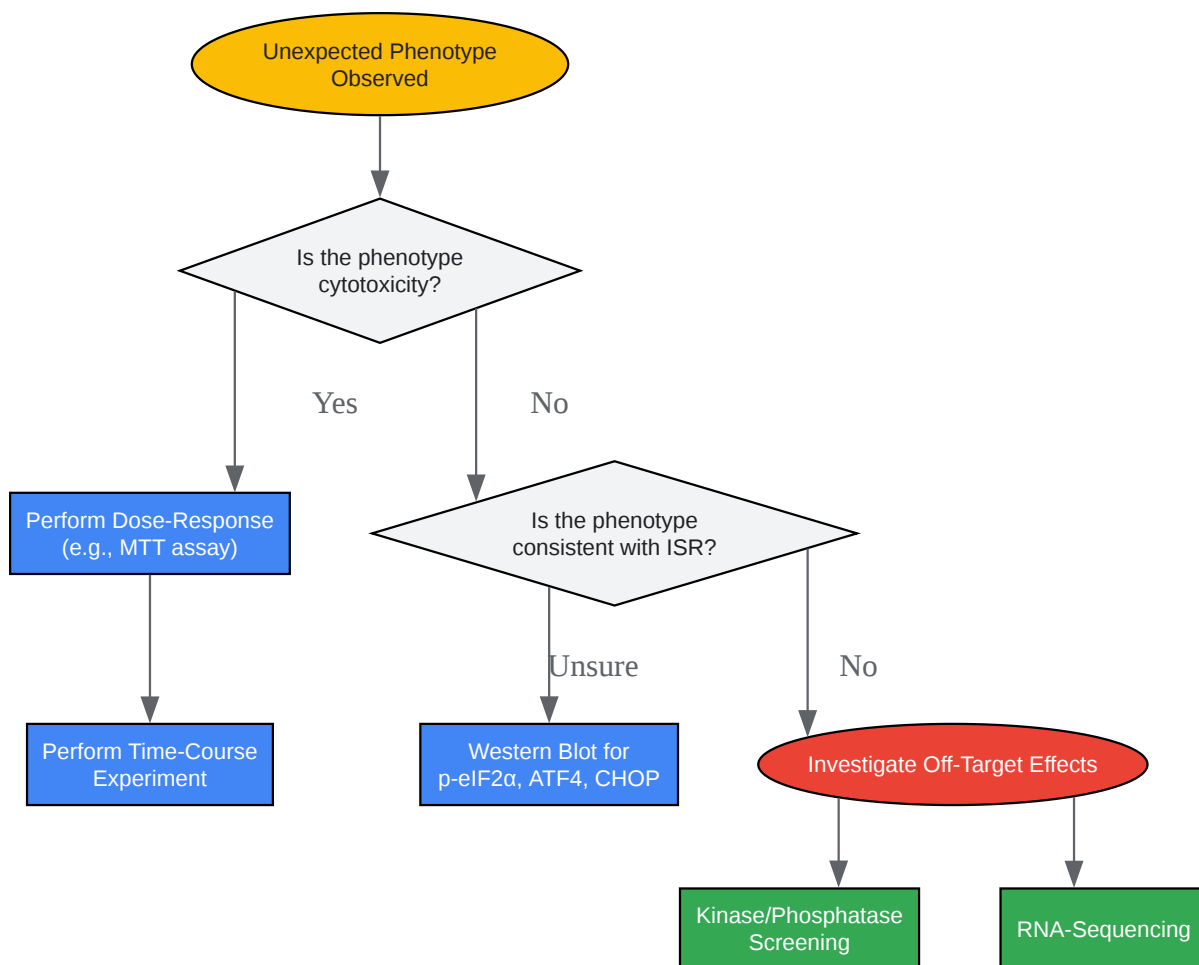 Unexpected Phenotype
Observed
Is the phenotype
cytotoxicity?
Yes
No
Perform Dose-Response
(e.g., MTT assay)
Is the phenotype
consistent with ISR?
Unsure
No
Perform Time-Course
Experiment
Western Blot for
p-eIF2α, ATF4, CHOP
Investigate Off-Target Effects
Kinase/Phosphatase
Screening
RNA-Sequencing